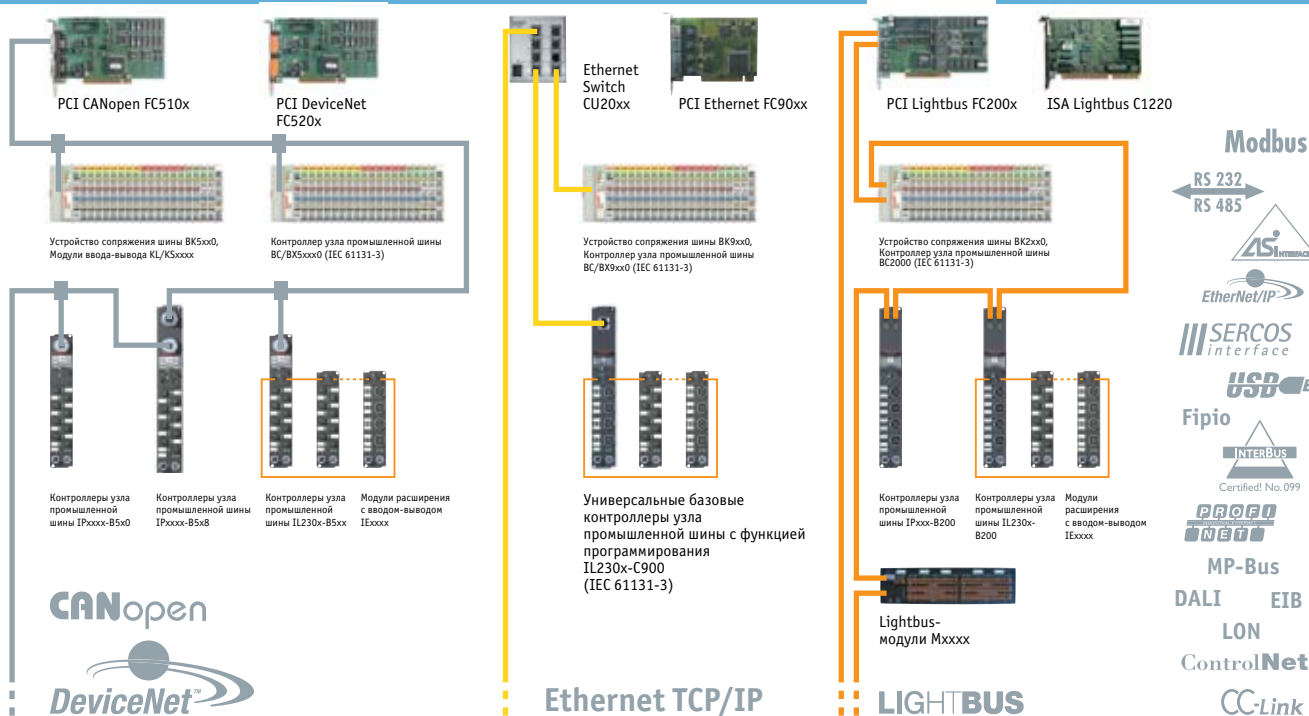 PCI CANopen FC510x
PCI DeviceNet
FC520x
Устройство сопряжения шины BK5xx0,
Модули ввода-вывода KL/KSxxxx
Контроллер узла промышленной шины
BC/BX5xxx0 (IEC 61131-3)
Контроллеры узла
промышленной
шины IPxxxx-B5x0
Контроллеры узла
промышленной шины
IPxxxx-B5x8
Контроллеры узла
промышленной
шины IL230x-B5xx
Модули расширения
с вводом-выводом
IExxxx
CANopen
DeviceNet™
Ethernet
Switch
CU20xx
PCI Ethernet FC90xx
Устройство сопряжения шины BK9xx0,
Контроллер узла промышленной шины
BC/BX9xx0 (IEC 61131-3)
Универсальные базовые
контроллеры узла
промышленной шины с функцией
программирования
IL230x-C900
(IEC 61131-3)
Ethernet TCP/IP
PCI Lightbus FC200x
ISA Lightbus C1220
Устройство сопряжения шины BK2xx0,
Контроллер узла промышленной шины
BC2000 (IEC 61131-3)
Контроллеры узла
промышленной
шины IPxxx-B200
Контроллеры узла
промышленной
шины IL230x-
B200
Модули
расширения
с вводом-выводом
IExxxx
Lightbus-
модули Mxxxx
LIGHTBUS
Modbus
RS 232
RS 485
ASi INTERFACE
EtherNet/IP
SERCOS
interface
USB
Fipio
INTERBUS
Certified! No. 099
PROFI
NET
MP-Bus
DALI EIB
LON
ControlNet
CC-Link